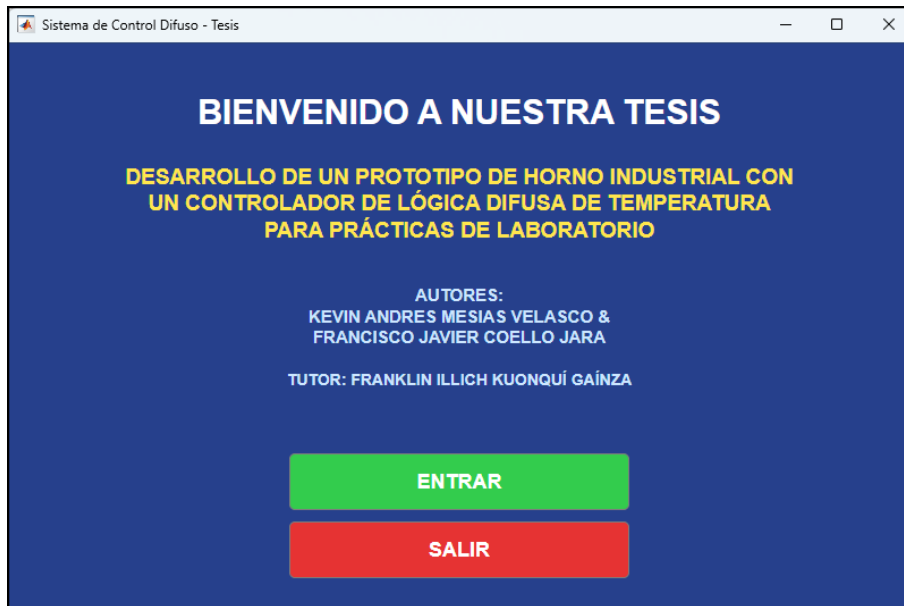 Sistema de Control Difuso - Tesis
BIENVENIDO A NUESTRA TESIS
DESARROLLO DE UN PROTOTIPO DE HORNO INDUSTRIAL CON
UN CONTROLADOR DE LÓGICA DIFUSA DE TEMPERATURA
PARA PRÁCTICAS DE LABORATORIO
AUTORES:
KEVIN ANDRES MESIAS VELASCO &
FRANCISCO JAVIER COELLO JARA
TUTOR: FRANKLIN ILLICH KUONQUÍ GAÍNZA
ENTRAR
SALIR